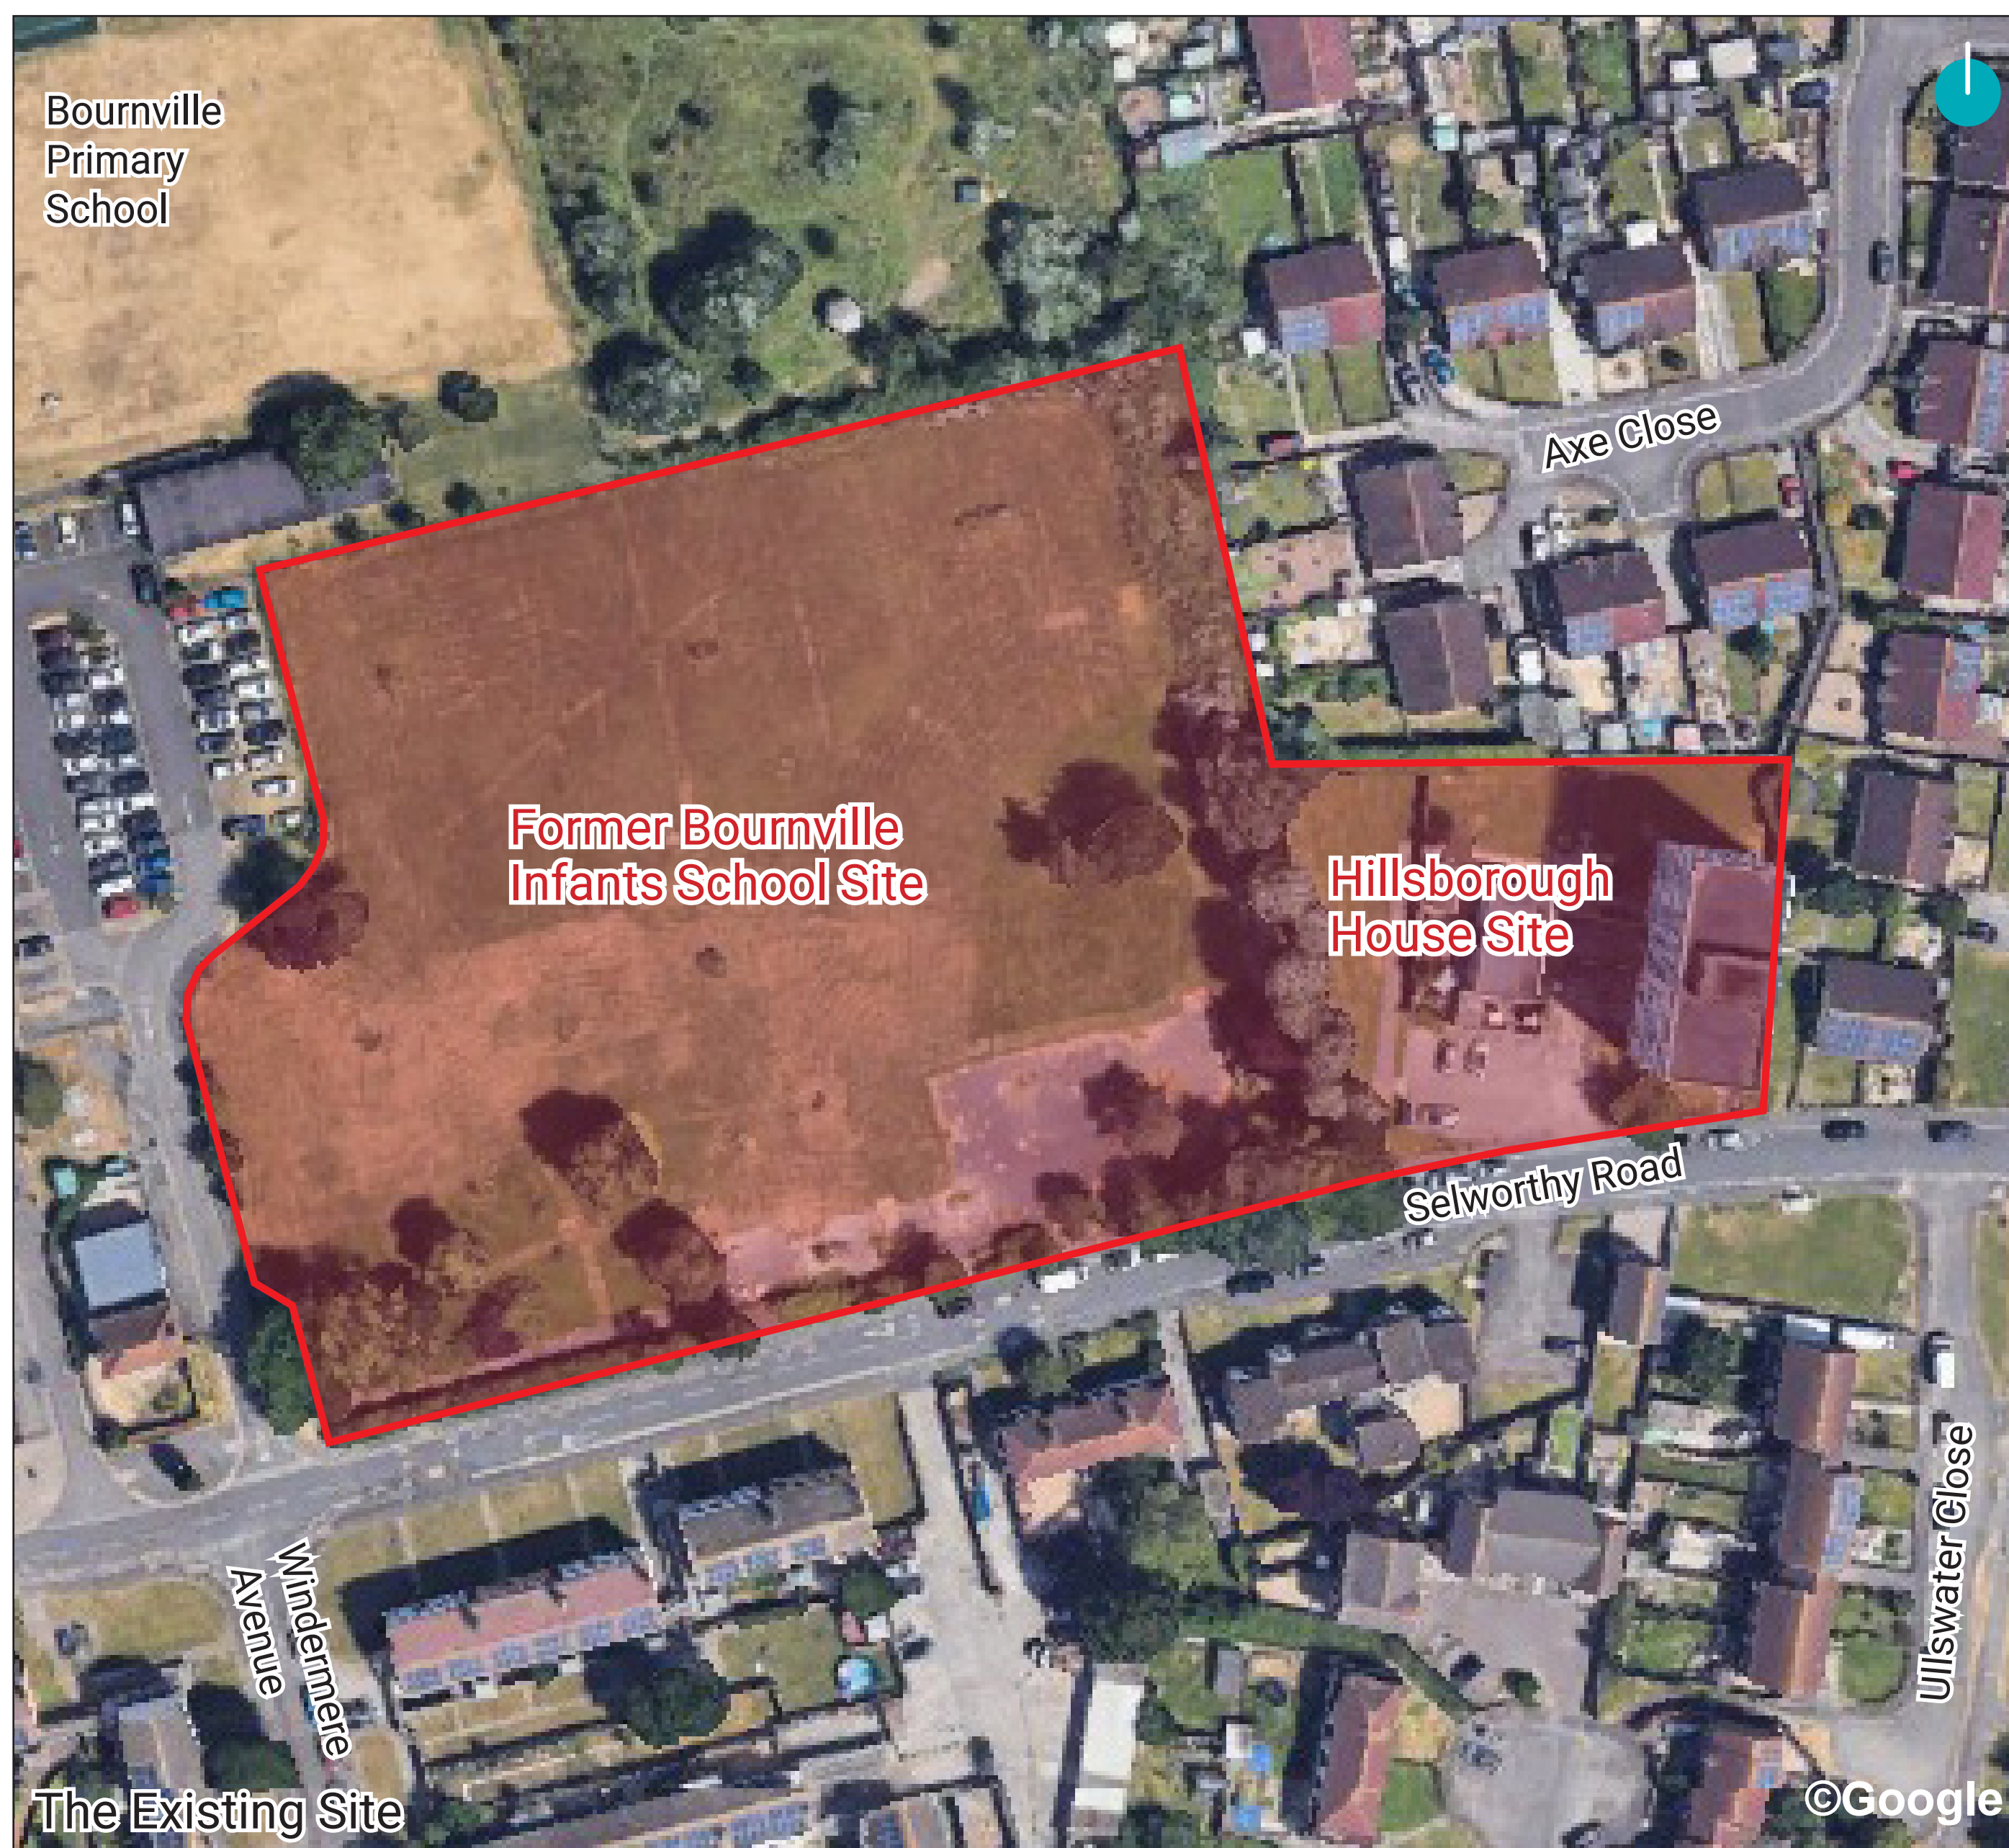 Bournville
Primary
School
Axe Close
Former Bournville
Infants School Site
Hillsborough
House Site
Selworthy Road
Windermere
Avenue
Ullswater Close
The Existing Site
©Google